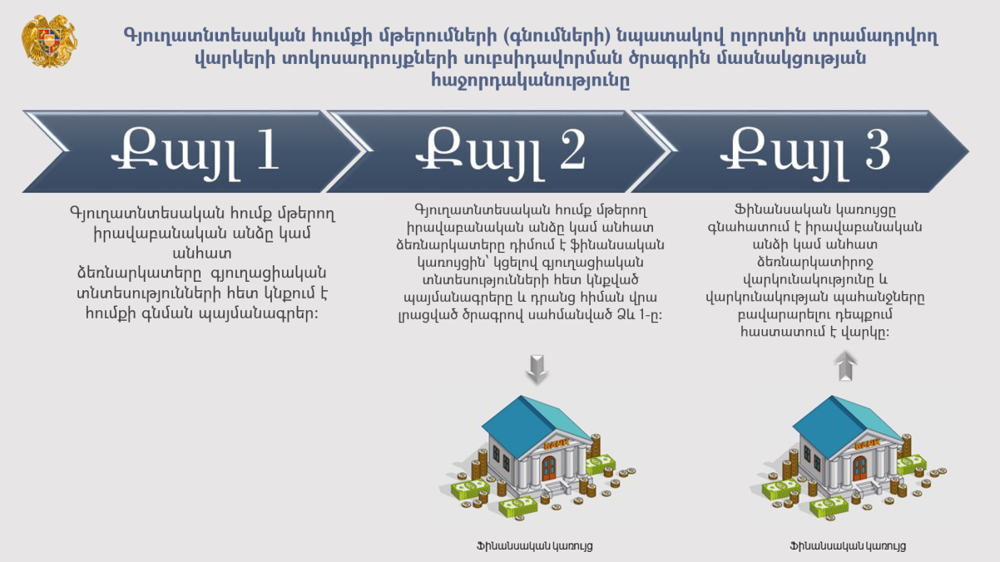 Գյուղատնտեսական հումքի մթերումների (գնումների) նպատակով ոլորտին տրամադրվող
վարկերի տոկոսադրույքների սուբսիդավորման ծրագրին մասնակցության
հաջորդականությունը
Քայլ 1
Քայլ 2
Քայլ 3
Գյուղատնտեսական հումք մթերող
իրավաբանական անձը կամ
անհատ
ձեռնարկատերը գյուղացիական
տնտեսությունների հետ կնքում է
հումքի գնման պայմանագրեր:
Գյուղատնտեսական հումք մթերող
իրավաբանական անձը կամ անհատ
ձեռնարկատերը դիմում է ֆինանսական
կառույցին՝ կցելով գյուղացիական
տնտեսությունների հետ կնքված
պայմանագրերը և դրանց հիման վրա
լրացված ծրագրով սահմանված Ձև 1-ը:
Ֆինանսական կառույցը
գնահատում է իրավաբանական
անձի կամ անհատ
ձեռնարկատիրոջ
վարկունակությունը և
վարկունակության պահանջները
բավարարելու դեպքում
հաստատում է վարկը:
BANK
BANK
Ֆինանսական կառույց
Ֆինանսական կառույց